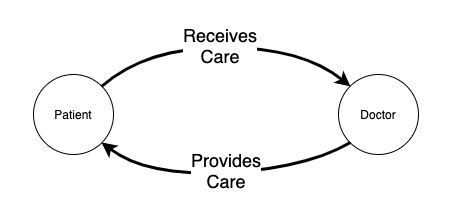 Receives
Care
Patient
Doctor
Provides
Care